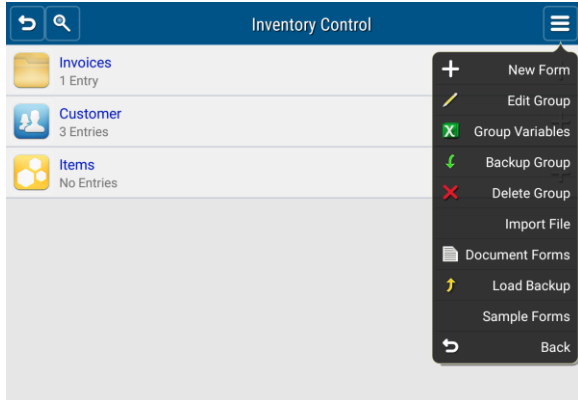 Inventory Control
Invoices
1 Entry
Customer
3 Entries
Items
No Entries
New Form
Edit Group
Group Variables
Backup Group
Delete Group
Import File
Document Forms
Load Backup
Sample Forms
Back